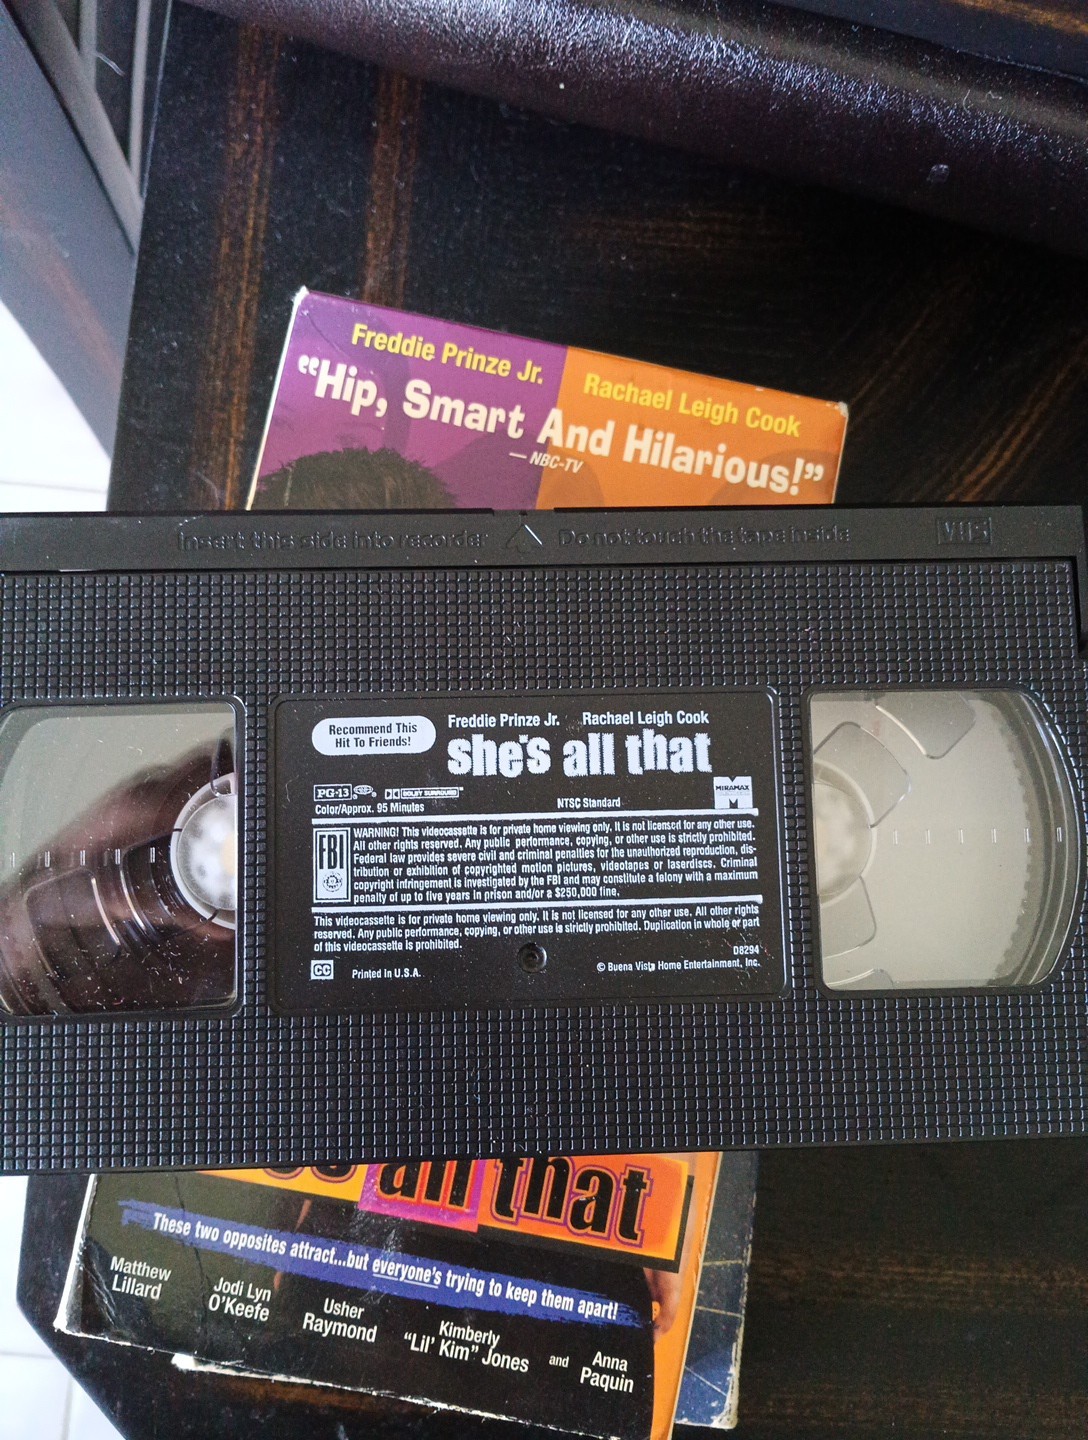 Freddie Prinze Jr.
Rachael Leigh Cook
“Hip, Smart And Hilarious!”
— NBC-TV
Insert this side into recorder
Do not touch the tape inside
VHS
Recommend This
Hit To Friends!
Freddie Prinze Jr.
Rachael Leigh Cook
she's all that
PG-13
DOLBY SURROUND
Color/Approx. 95 Minutes
NTSC Standard
MIRAMAX
FBI
WARNING! This videocassette is for private home viewing only. It is not licensed for any other use.
All other rights reserved. Any public performance, copying, or other use is strictly prohibited.
Federal law provides severe civil and criminal penalties for the unauthorized reproduction, dis-
tribution or exhibition of copyrighted motion pictures, videotapes or laserdiscs. Criminal
copyright infringement is investigated by the FBI and may constitute a felony with a maximum
penalty of up to five years in prison and/or a $250,000 fine.
This videocassette is for private home viewing only. It is not licensed for any other use. All other rights
reserved. Any public performance, copying, or other use is strictly prohibited. Duplication in whole or part
of this videocassette is prohibited.
D8294
CC
Printed in U.S.A.
© Buena Vista Home Entertainment, Inc.
all that
These two opposites attract...but everyone's trying to keep them apart!
Matthew
Lillard
Jodi Lyn
O'Keefe
Usher
Raymond
Kimberly
"Lil' Kim" Jones
and
Anna
Paquin